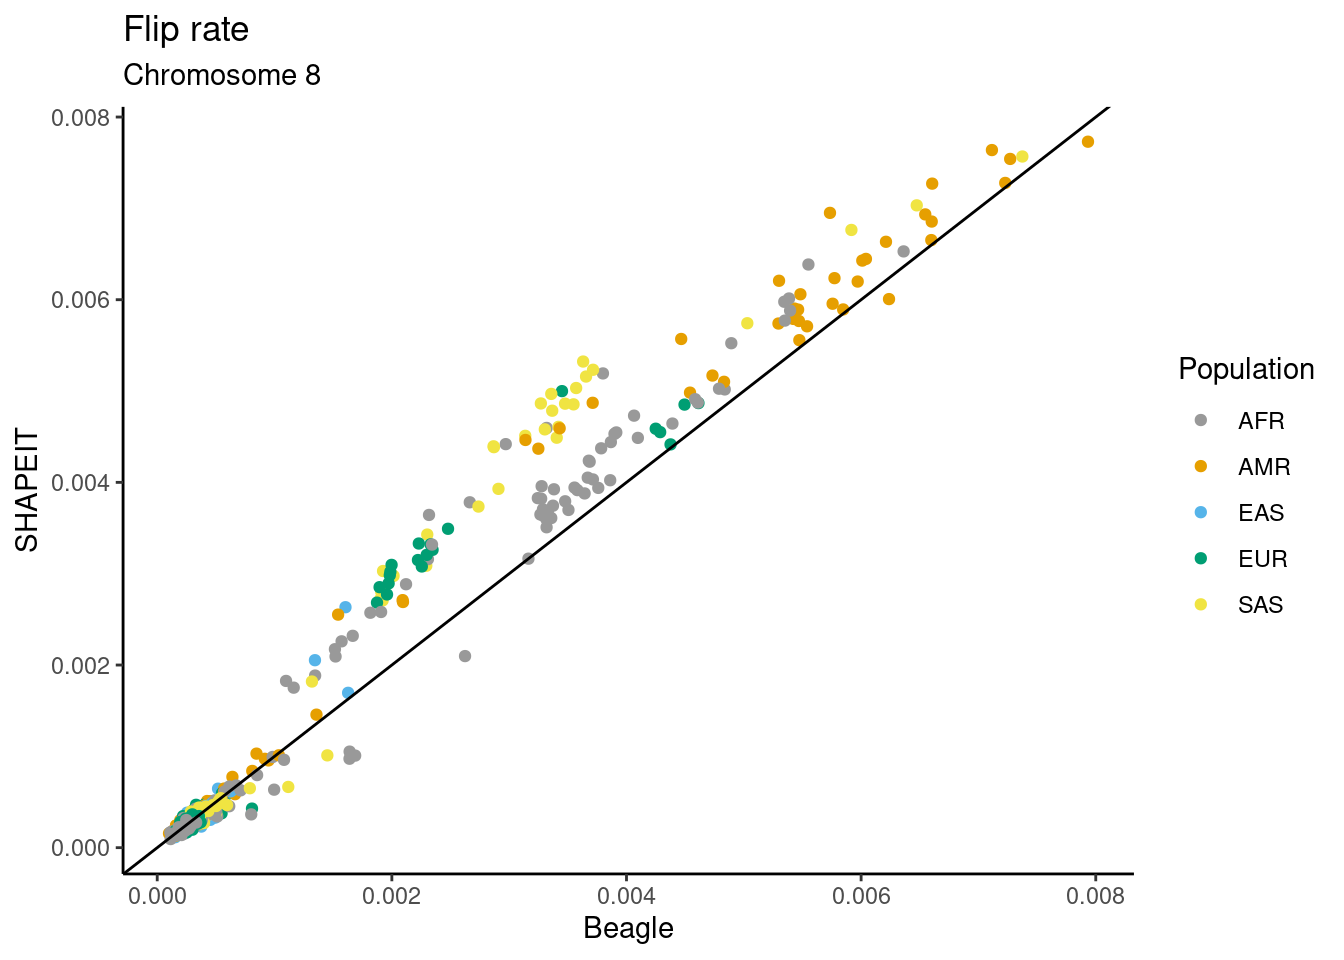 Flip rate
Chromosome 8
0.008
0.006
0.004
0.002
0.000
SHAPEIT
0.000 0.002 0.004 0.006 0.008
Beagle
Population
AFR
AMR
EAS
EUR
SAS